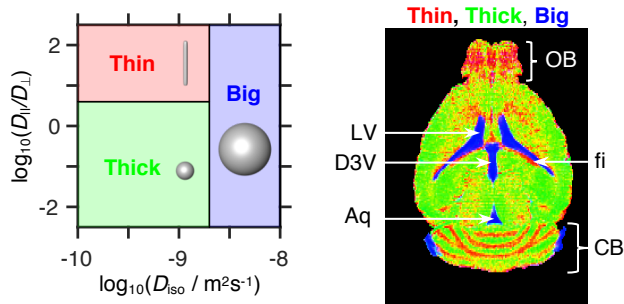 Thin, Thick, Big
2
0
-2
log₁₀(D∥/D⊥)
Thin
Big
Thick
-10
-9
-8
log₁₀(Dᵢₛₒ / m²s⁻¹)
OB
LV
D3V
fi
Aq
CB